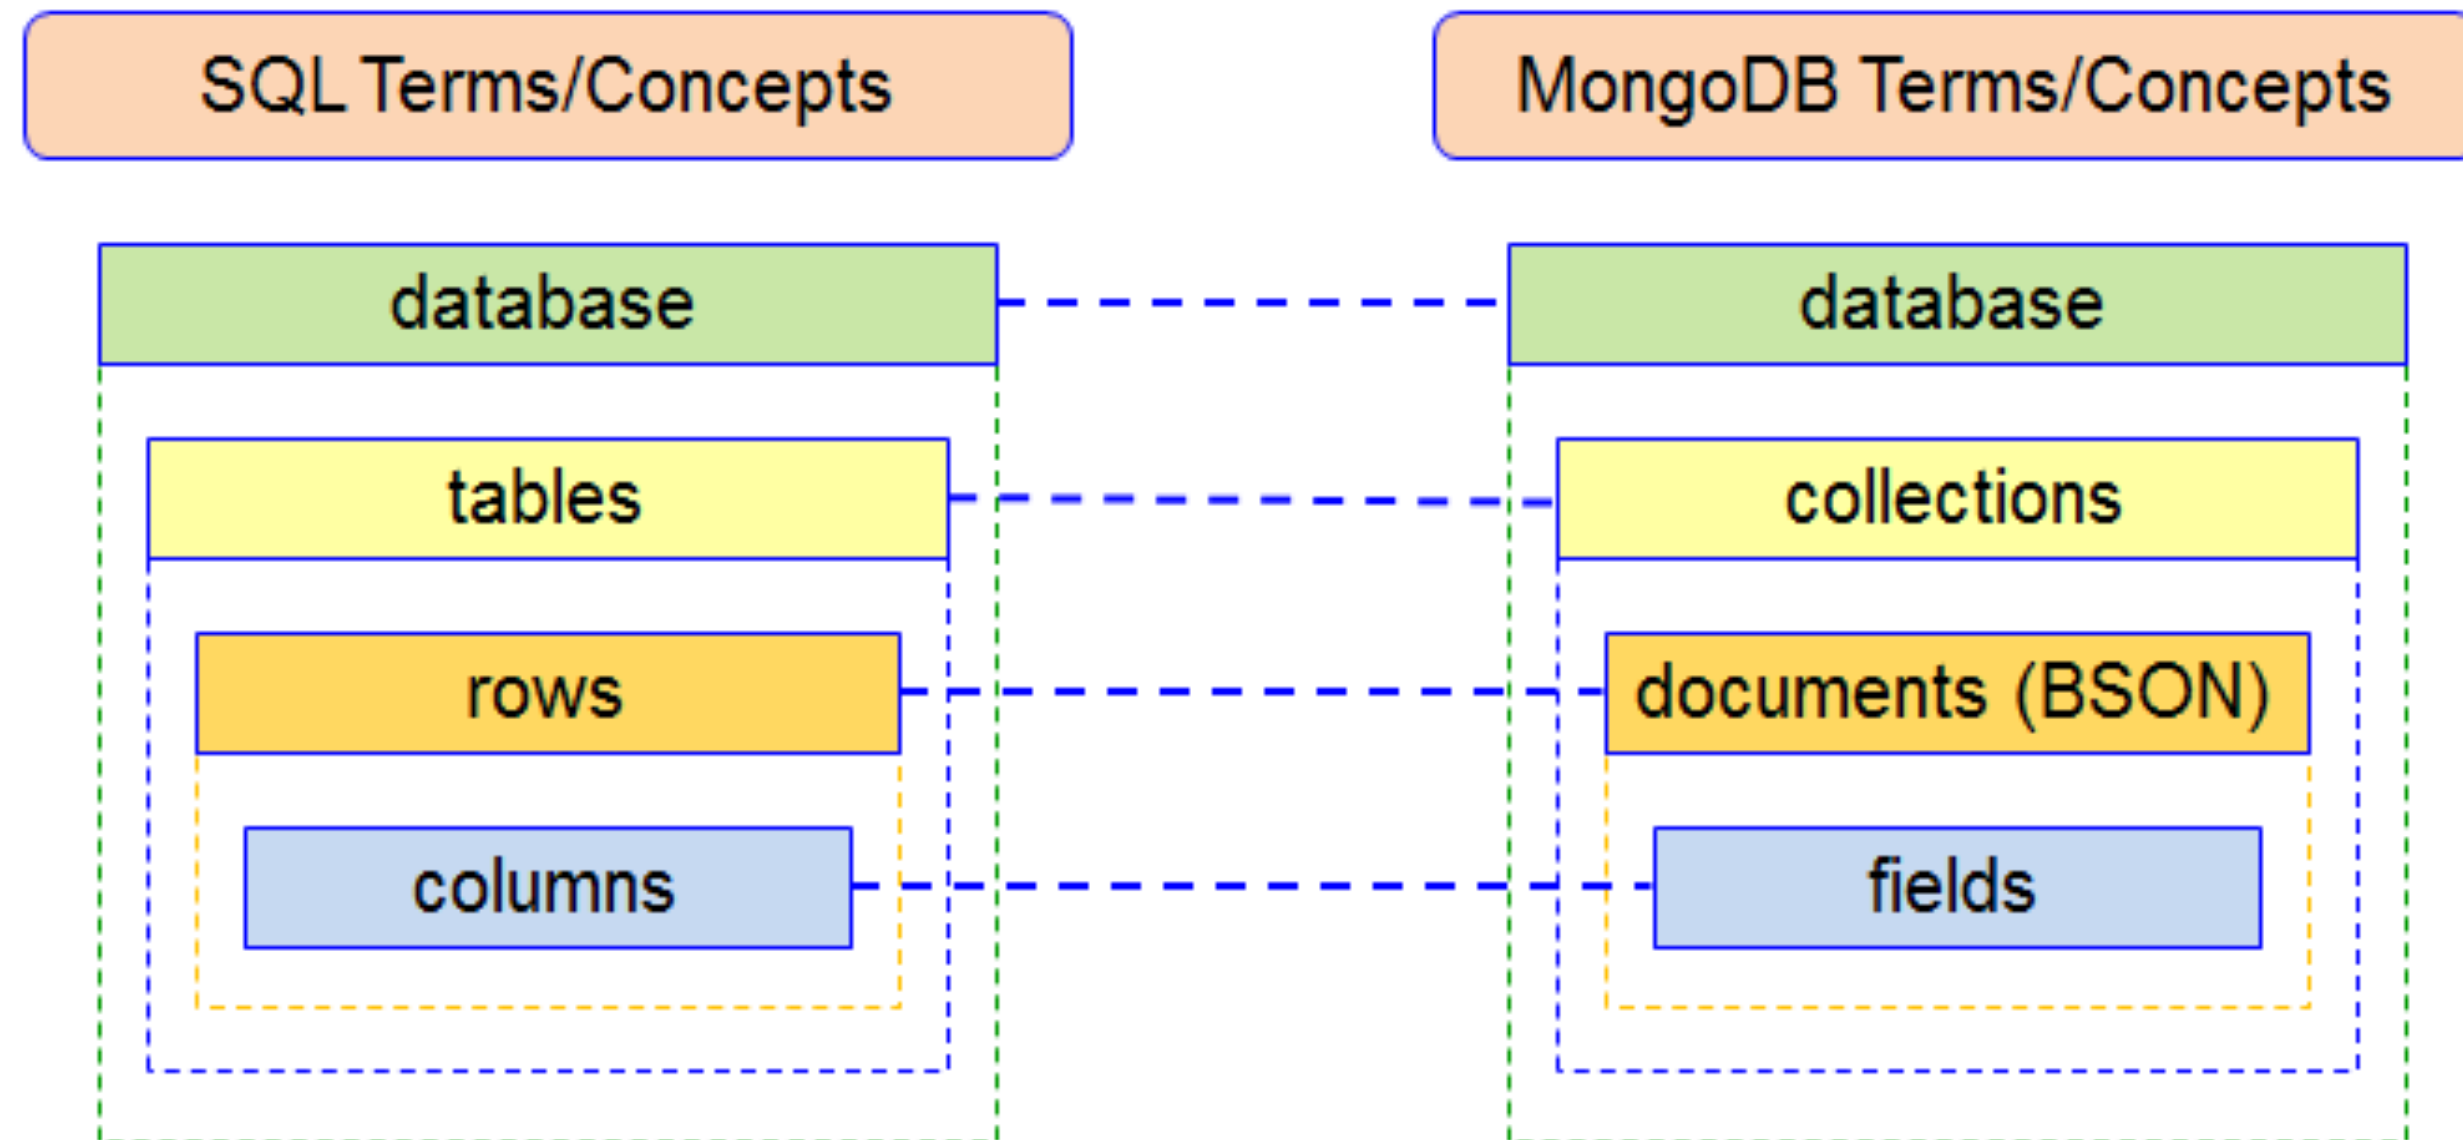 SQL Terms/Concepts
MongoDB Terms/Concepts
database
database
tables
collections
rows
documents (BSON)
columns
fields